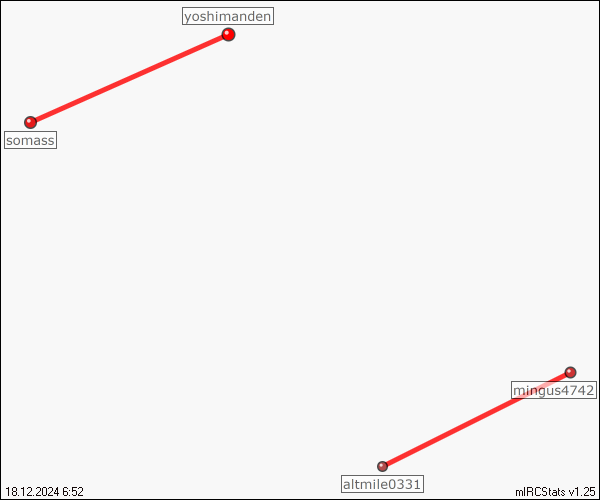 yoshimanden
somass
mingus4742
altmile0331
18.12.2024 6:52
mIRCStats v1.25